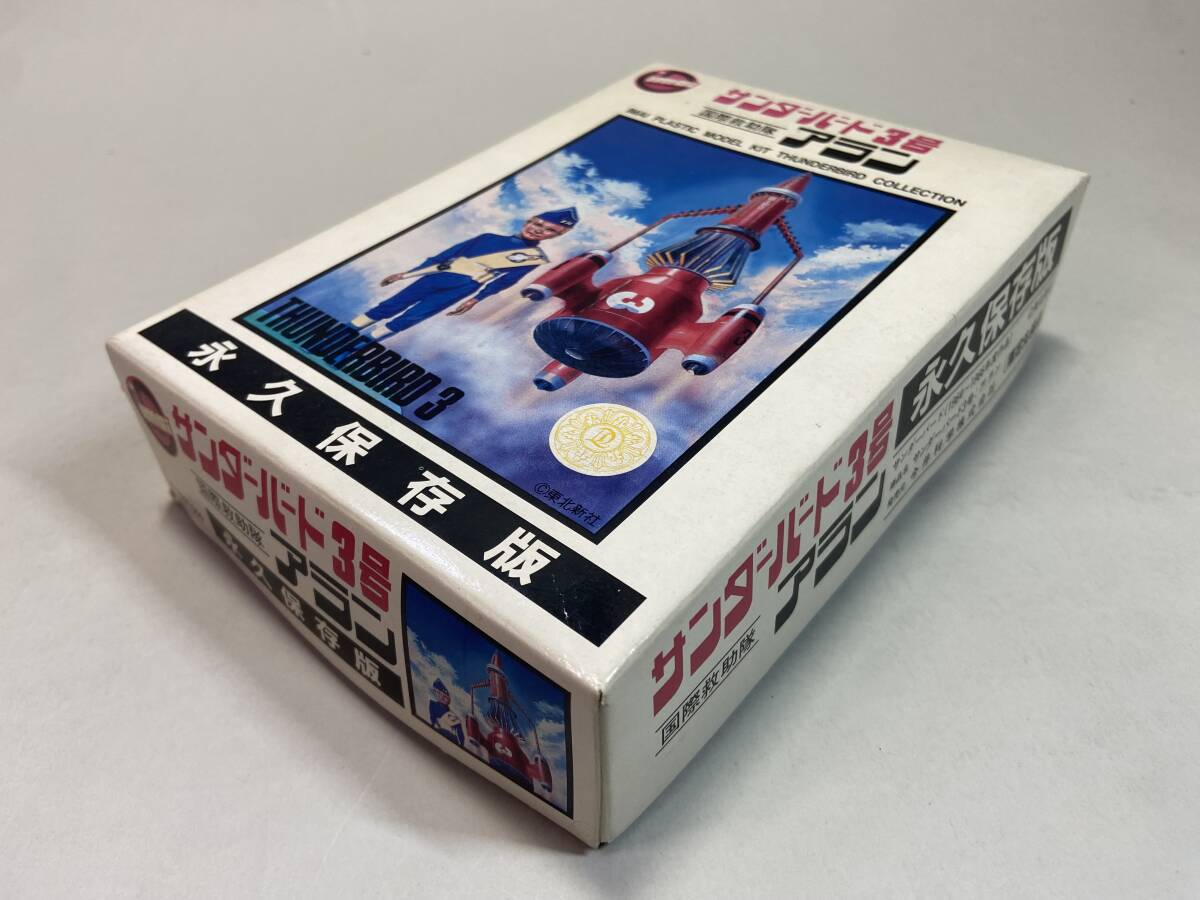 サンダーバード3号
国際救助隊 アラン
IMAI PLASTIC MODEL KIT THUNDERBIRD COLLECTION
3
3
THUNDERBIRD 3
©東北新社
永久保存版
サンダーバード3号
国際救助隊 アラン
永久保存版
3
サンダーバード3号
国際救助隊 アラン
永久保存版